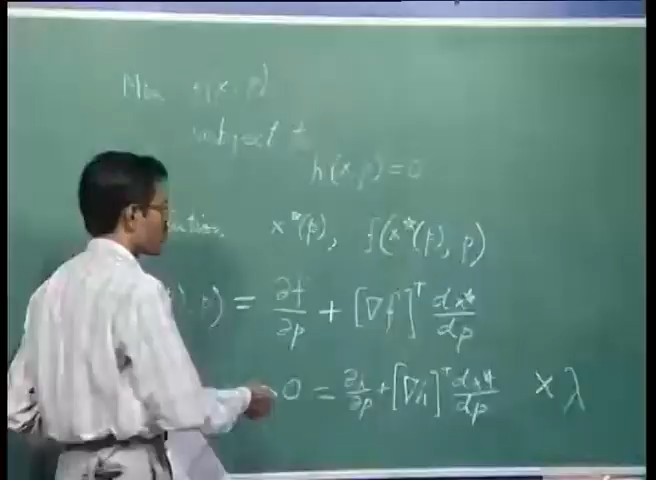 Min f(x, p)
subject to
h(x, p) = 0
x*(p), f(x*(p), p)
, p) = ∂f/∂p + [∇f]ᵀ dx*/dp
0 = ∂h/∂p + [∇h]ᵀ dx*/dp × λ